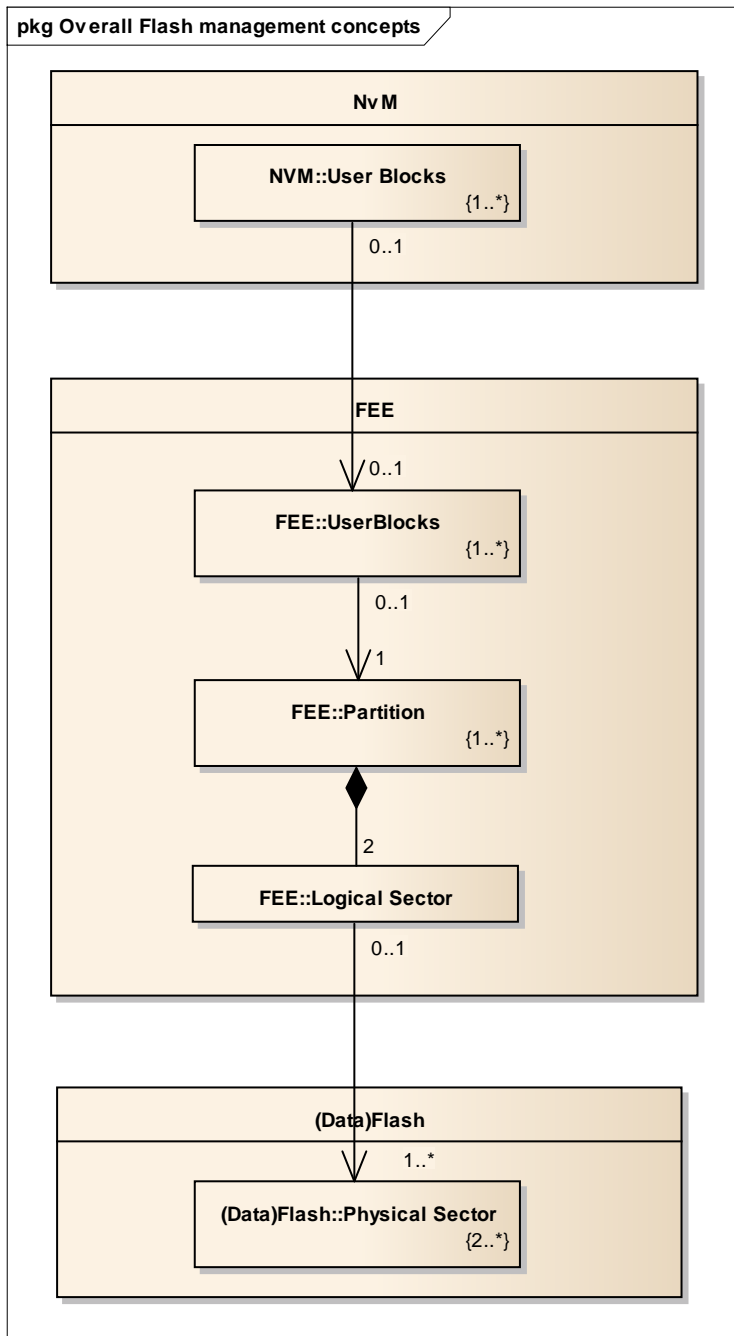 pkg Overall Flash management concepts
NvM
NVM::User Blocks
{1..*}
0..1
FEE
0..1
FEE::UserBlocks
{1..*}
0..1
1
FEE::Partition
{1..*}
2
FEE::Logical Sector
0..1
(Data)Flash
1..*
(Data)Flash::Physical Sector
{2..*}